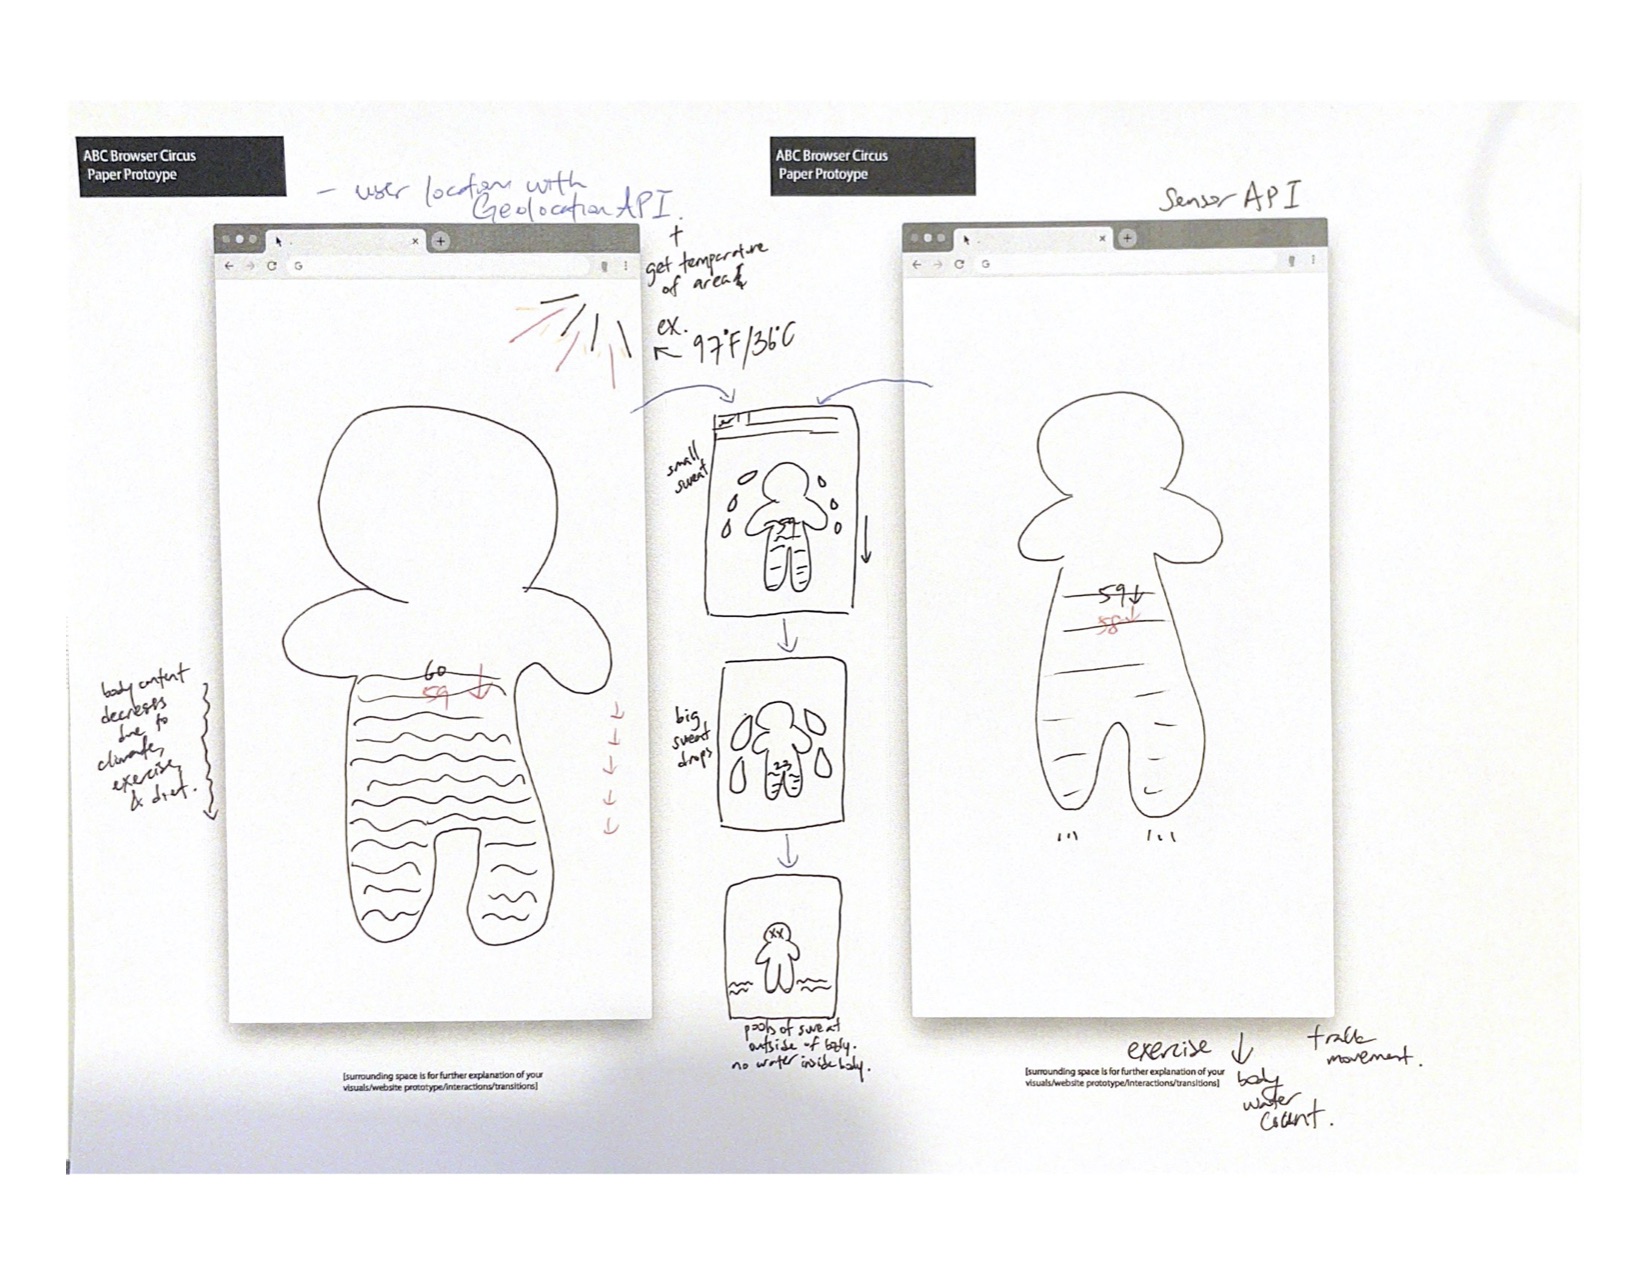 ABC Browser Circus
Paper Protoype
– user location with
Geolocation API.
+
get temperature
of area
ex.
97°F/36°C
60
59
body content
decreases
due to
climate,
exercise
& diet.
[surrounding space is for further explanation of your
visuals/website prototype/interactions/transitions]
small
sweat
59
big
sweat
drops
23
xx
pools of sweat
outside of body.
no water inside body.
ABC Browser Circus
Paper Protoype
Sensor API
59
58
exercise
body
water
count.
track
movement.
[surrounding space is for further explanation of your
visuals/website prototype/interactions/transitions]